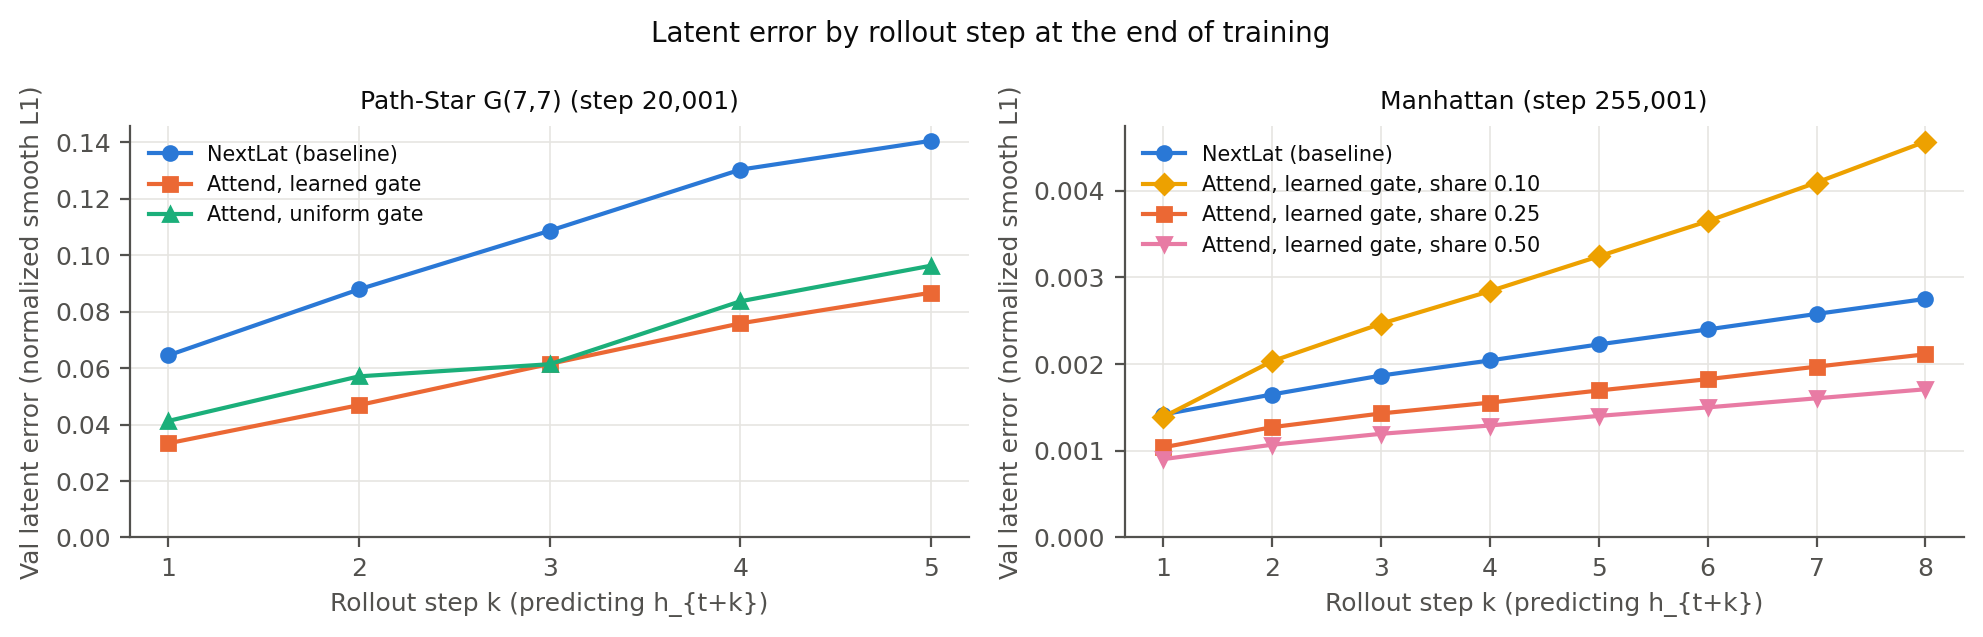 Latent error by rollout step at the end of training
Path-Star G(7,7) (step 20,001)
Val latent error (normalized smooth L1)
0.14
0.12
0.10
0.08
0.06
0.04
0.02
0.00
NextLat (baseline)
Attend, learned gate
Attend, uniform gate
1 2 3 4 5
Rollout step k (predicting h_{t+k})
Manhattan (step 255,001)
Val latent error (normalized smooth L1)
0.004
0.003
0.002
0.001
0.000
NextLat (baseline)
Attend, learned gate, share 0.10
Attend, learned gate, share 0.25
Attend, learned gate, share 0.50
1 2 3 4 5 6 7 8
Rollout step k (predicting h_{t+k})